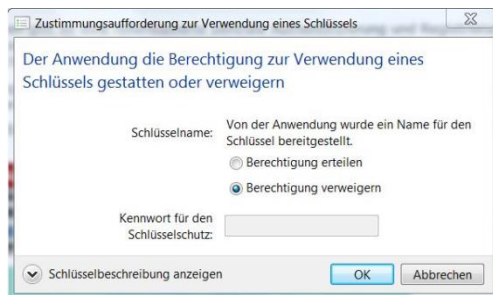 Zustimmungsaufforderung zur Verwendung eines Schlüssels
Der Anwendung die Berechtigung zur Verwendung eines
Schlüssels gestatten oder verweigern
Schlüsselname:
Von der Anwendung wurde ein Name für den
Schlüssel bereitgestellt.
Berechtigung erteilen
Berechtigung verweigern
Kennwort für den
Schlüsselschutz:
Schlüsselbeschreibung anzeigen
OK
Abbrechen